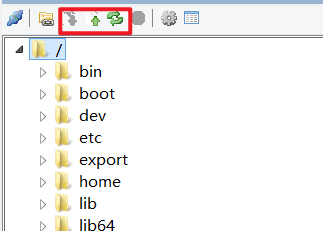 /
bin
boot
dev
etc
export
home
lib
lib64